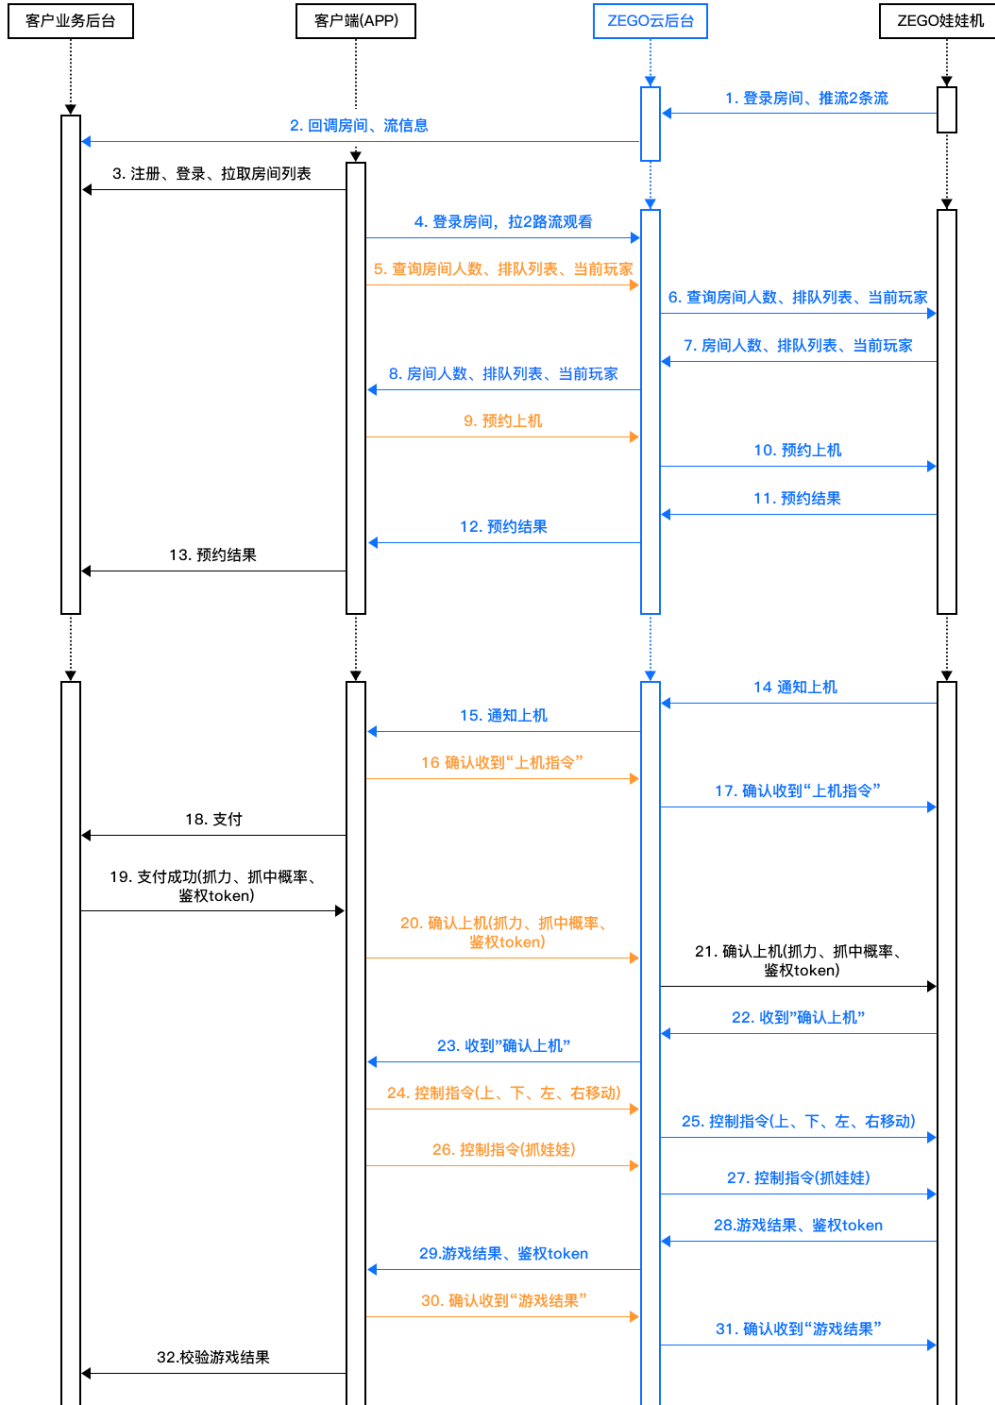 客户业务后台
客户端(APP)
ZEGO云后台
ZEGO娃娃机
1. 登录房间、推流2条流
2. 回调房间、流信息
3. 注册、登录、拉取房间列表
4. 登录房间，拉2路流观看
5. 查询房间人数、排队列表、当前玩家
6. 查询房间人数、排队列表、当前玩家
7. 房间人数、排队列表、当前玩家
8. 房间人数、排队列表、当前玩家
9. 预约上机
10. 预约上机
11. 预约结果
12. 预约结果
13. 预约结果
14 通知上机
15. 通知上机
16 确认收到“上机指令”
17. 确认收到“上机指令”
18. 支付
19. 支付成功(抓力、抓中概率、
鉴权token)
20. 确认上机(抓力、抓中概率、
鉴权token)
21. 确认上机(抓力、抓中概率、
鉴权token)
22. 收到”确认上机”
23. 收到”确认上机”
24. 控制指令(上、下、左、右移动)
25. 控制指令(上、下、左、右移动)
26. 控制指令(抓娃娃)
27. 控制指令(抓娃娃)
28.游戏结果、鉴权token
29.游戏结果、鉴权token
30. 确认收到“游戏结果”
31. 确认收到“游戏结果”
32.校验游戏结果